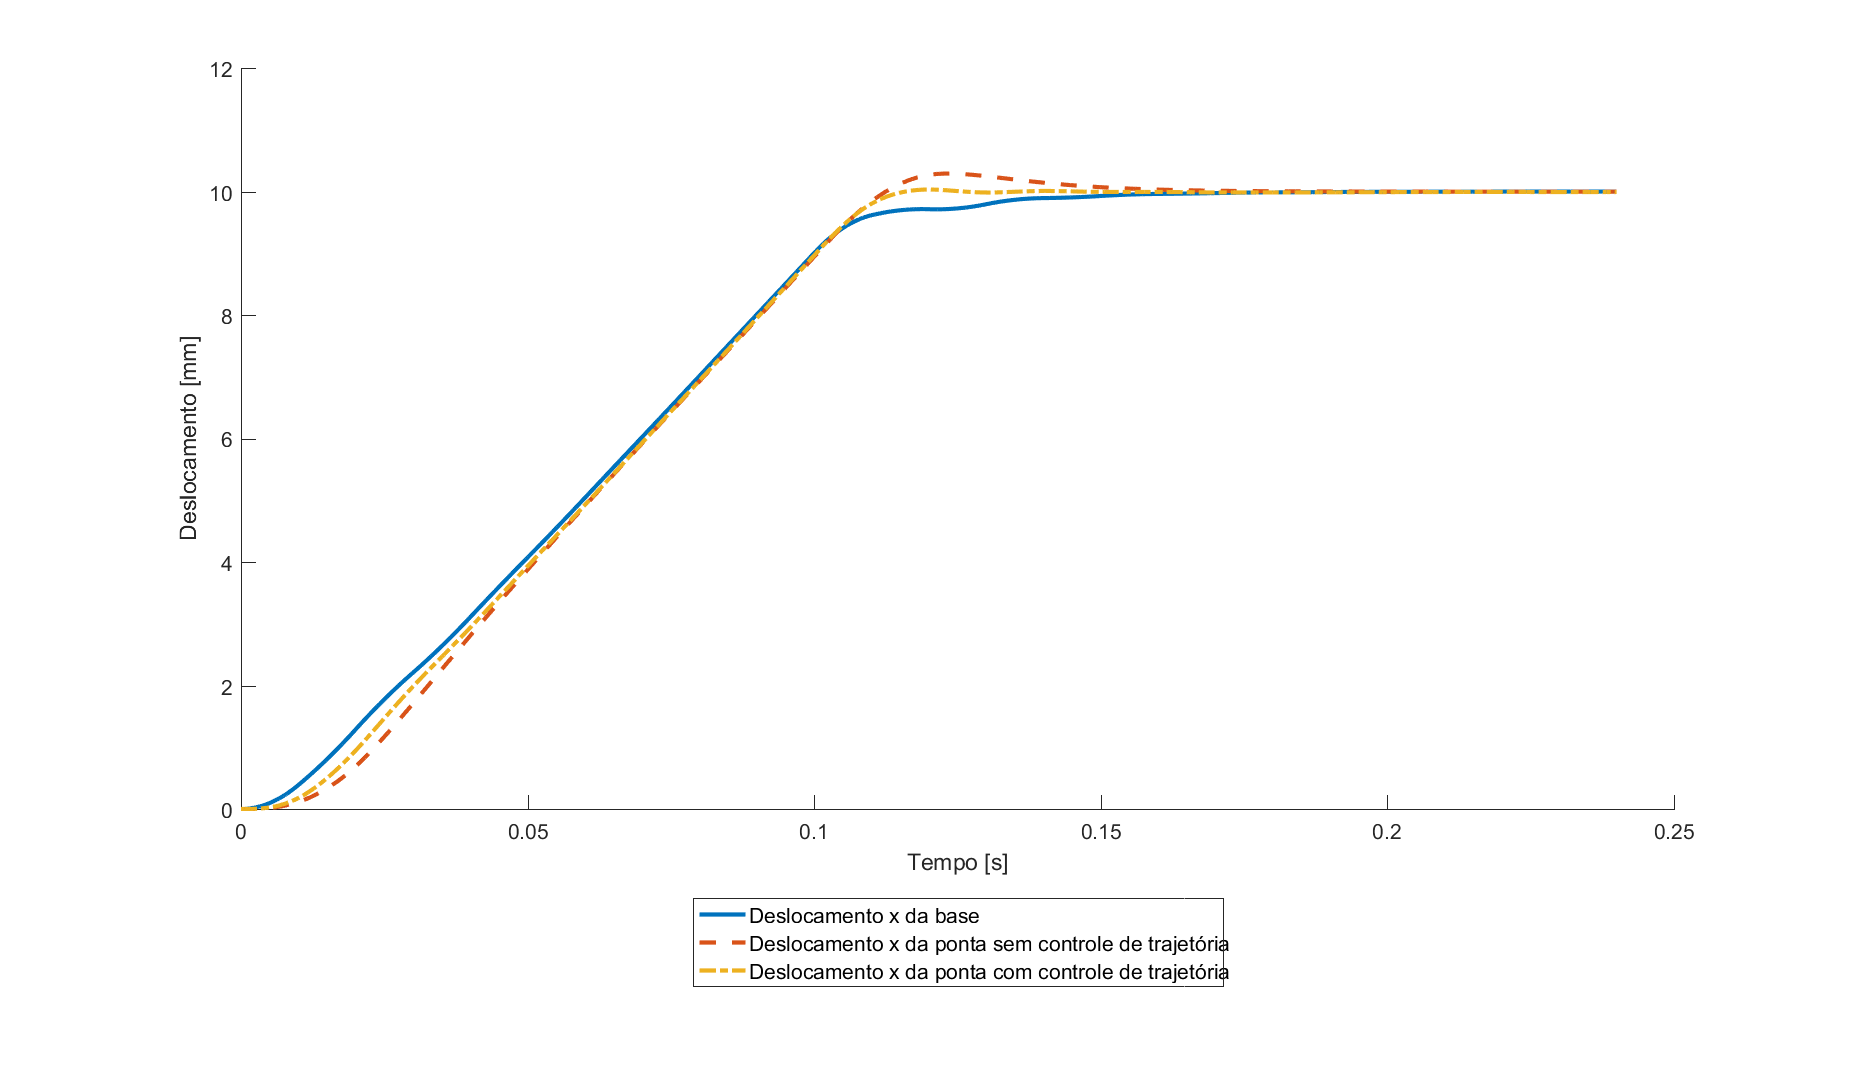 12
10
8
6
4
2
0
Deslocamento [mm]
0 0.05 0.1 0.15 0.2 0.25
Tempo [s]
Deslocamento x da base
Deslocamento x da ponta sem controle de trajetória
Deslocamento x da ponta com controle de trajetória